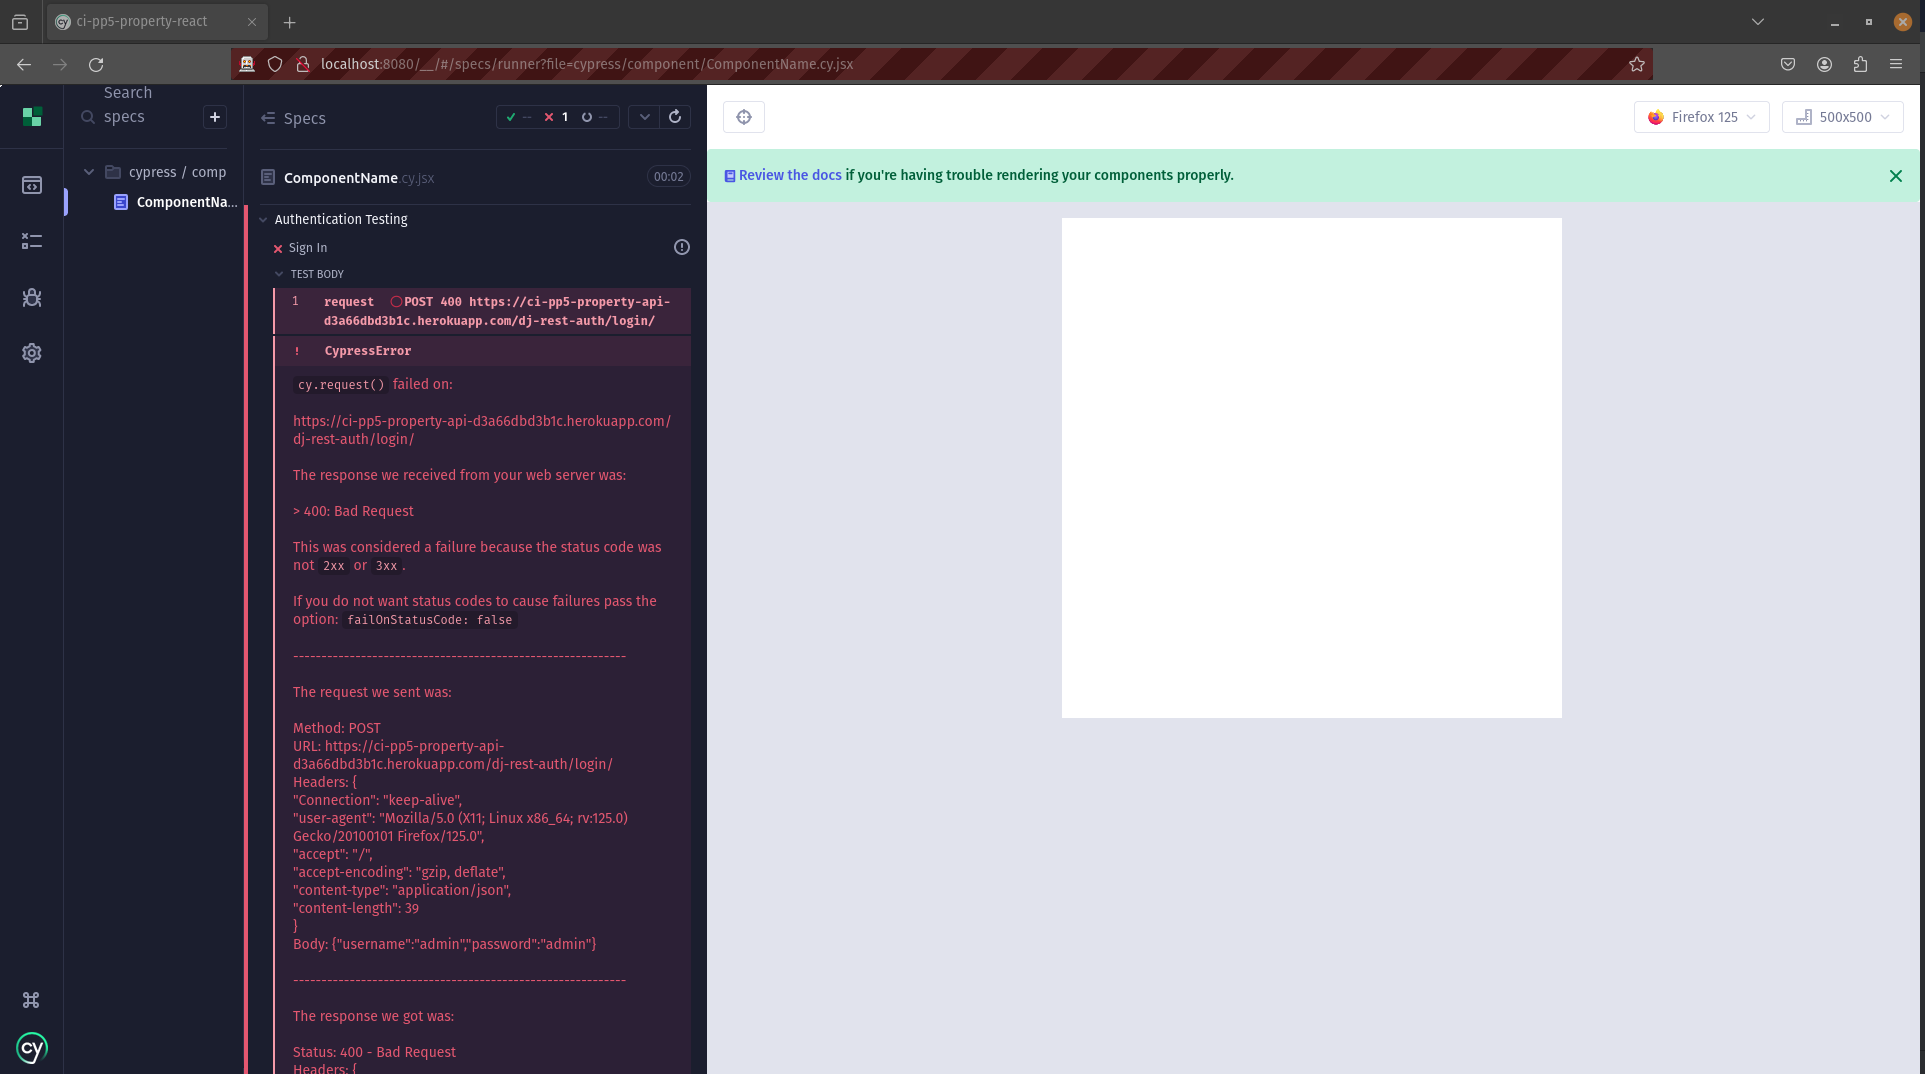 ci-pp5-property-react
localhost:8080/__/#/specs/runner?file=cypress/component/ComponentName.cy.jsx
Search
specs
cypress / comp
ComponentNa...
Specs
-- 1 --
ComponentName.cy.jsx 00:02
Authentication Testing
Sign In
TEST BODY
1 request POST 400 https://ci-pp5-property-api-
d3a66dbd3b1c.herokuapp.com/dj-rest-auth/login/
! CypressError
cy.request() failed on:
https://ci-pp5-property-api-d3a66dbd3b1c.herokuapp.com/
dj-rest-auth/login/
The response we received from your web server was:
> 400: Bad Request
This was considered a failure because the status code was
not 2xx or 3xx.
If you do not want status codes to cause failures pass the
option: failOnStatusCode: false
-----------------------------------------------------------
The request we sent was:
Method: POST
URL: https://ci-pp5-property-api-
d3a66dbd3b1c.herokuapp.com/dj-rest-auth/login/
Headers: {
"Connection": "keep-alive",
"user-agent": "Mozilla/5.0 (X11; Linux x86_64; rv:125.0)
Gecko/20100101 Firefox/125.0",
"accept": "/",
"accept-encoding": "gzip, deflate",
"content-type": "application/json",
"content-length": 39
}
Body: {"username":"admin","password":"admin"}
-----------------------------------------------------------
The response we got was:
Status: 400 - Bad Request
Headers: {
cy
Firefox 125
500x500
Review the docs if you're having trouble rendering your components properly.